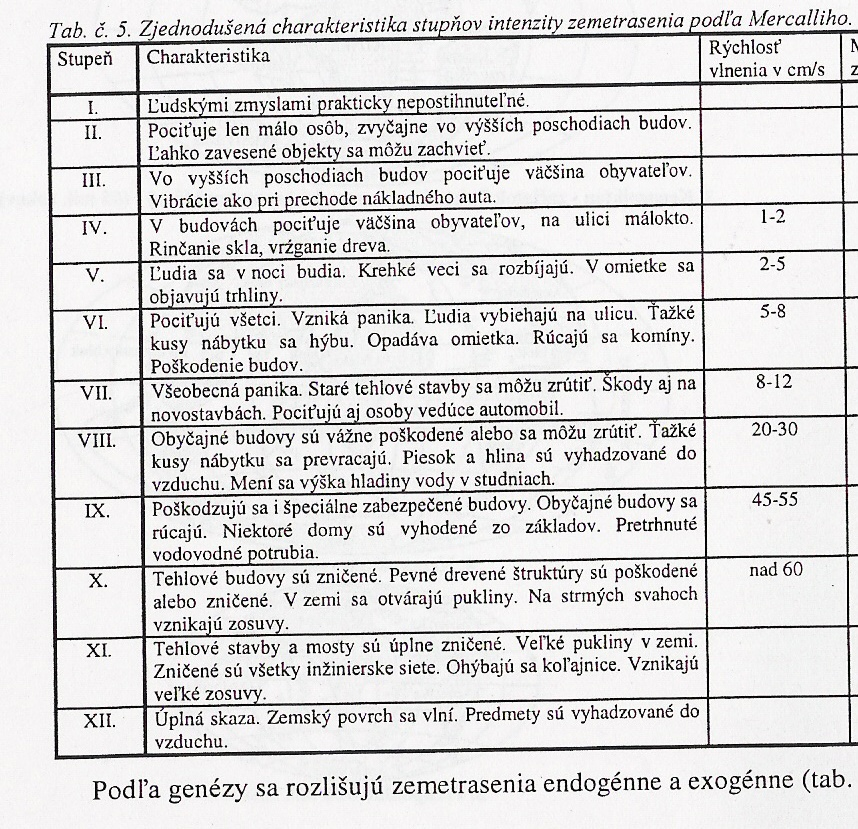 Tab. č. 5. Zjednodušená charakteristika stupňov intenzity zemetrasenia podľa Mercalliho.
Stupeň Charakteristika Rýchlosť
vlnenia v cm/s
I. Ľudskými zmyslami prakticky nepostihnuteľné.
II. Pociťuje len málo osôb, zvyčajne vo výšších poschodiach budov.
Ľahko zavesené objekty sa môžu zachvieť.
III. Vo vyšších poschodiach budov pociťuje väčšina obyvateľov.
Vibrácie ako pri prechode nákladného auta.
IV. V budovách pociťuje väčšina obyvateľov, na ulici málokto. 1-2
Rinčanie skla, vŕzganie dreva.
V. Ľudia sa v noci budia. Krehké veci sa rozbíjajú. V omietke sa 2-5
objavujú trhliny.
VI. Pociťujú všetci. Vzniká panika. Ľudia vybiehajú na ulicu. Ťažké 5-8
kusy nábytku sa hýbu. Opadáva omietka. Rúcajú sa komíny.
Poškodenie budov.
VII. Všeobecná panika. Staré tehlové stavby sa môžu zrútiť. Škody aj na 8-12
novostavbách. Pociťujú aj osoby vedúce automobil.
VIII. Obyčajné budovy sú vážne poškodené alebo sa môžu zrútiť. Ťažké 20-30
kusy nábytku sa prevracajú. Piesok a hlina sú vyhadzované do
vzduchu. Mení sa výška hladiny vody v studniach.
IX. Poškodzujú sa i špeciálne zabezpečené budovy. Obyčajné budovy sa 45-55
rúcajú. Niektoré domy sú vyhodené zo základov. Pretrhnuté
vodovodné potrubia.
X. Tehlové budovy sú zničené. Pevné drevené štruktúry sú poškodené nad 60
alebo zničené. V zemi sa otvárajú pukliny. Na strmých svahoch
vznikajú zosuvy.
XI. Tehlové stavby a mosty sú úplne zničené. Veľké pukliny v zemi.
Zničené sú všetky inžinierske siete. Ohýbajú sa koľajnice. Vznikajú
veľké zosuvy.
XII. Úplná skaza. Zemský povrch sa vlní. Predmety sú vyhadzované do
vzduchu.
Podľa genézy sa rozlišujú zemetrasenia endogénne a exogénne (tab.